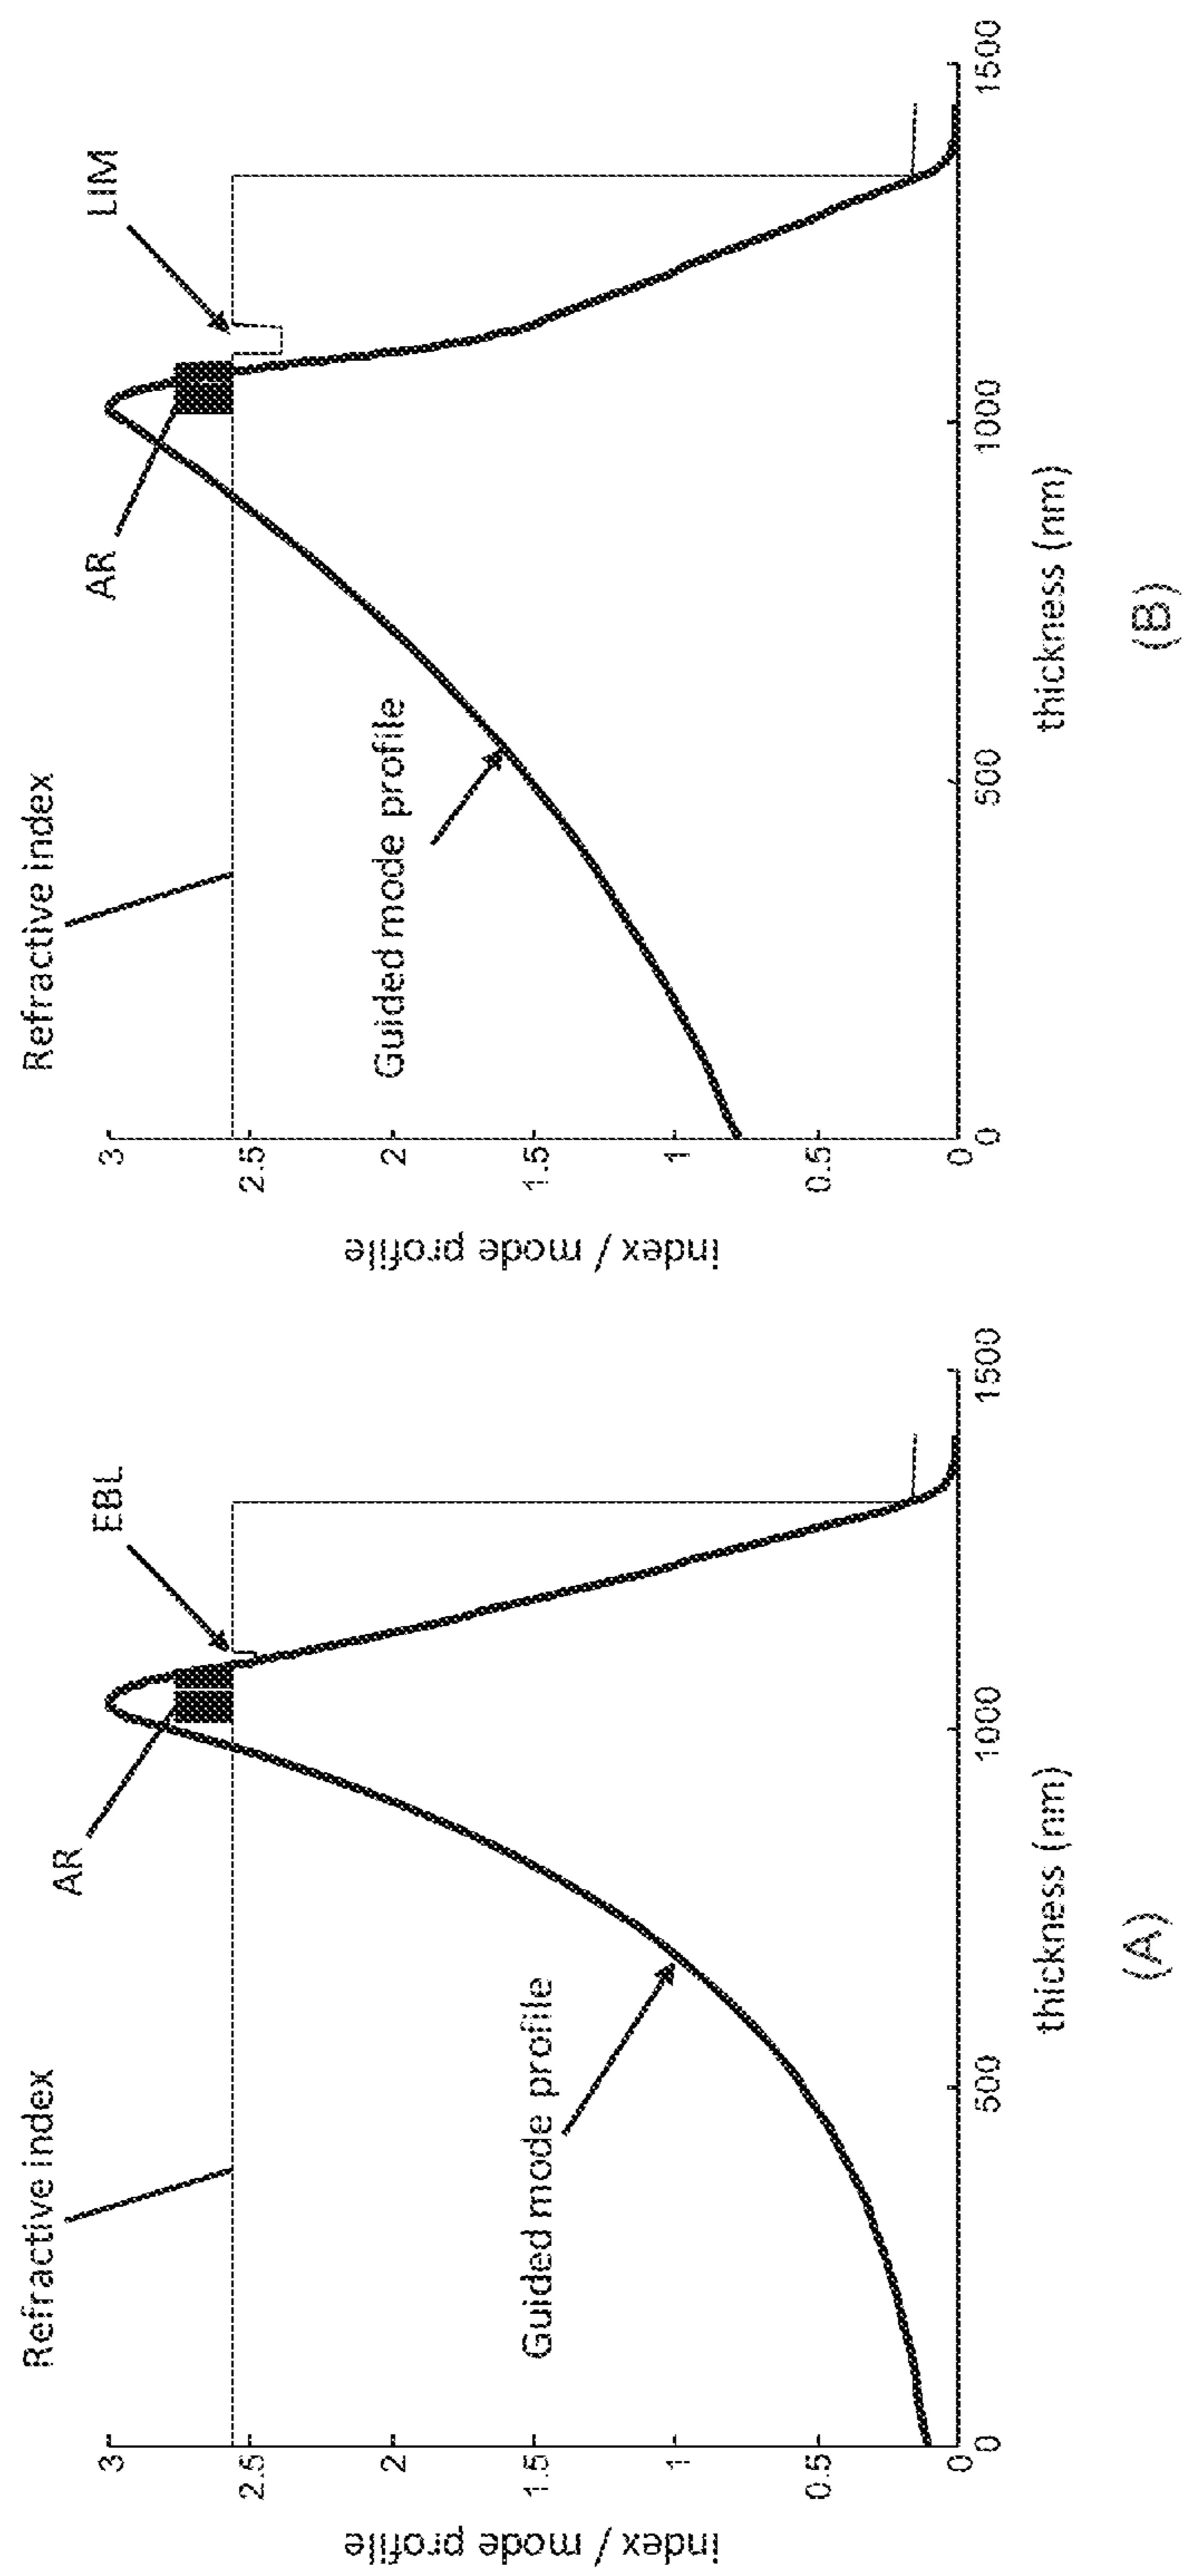 Refractive index
AR
EBL
Guided mode profile
index / mode profile
3
2.5
2
1.5
1
0.5
0
0
500
1000
1500
thickness (nm)
(A)
Refractive index
AR
LIM
Guided mode profile
index / mode profile
3
2.5
2
1.5
1
0.5
0
0
500
1000
1500
thickness (nm)
(B)